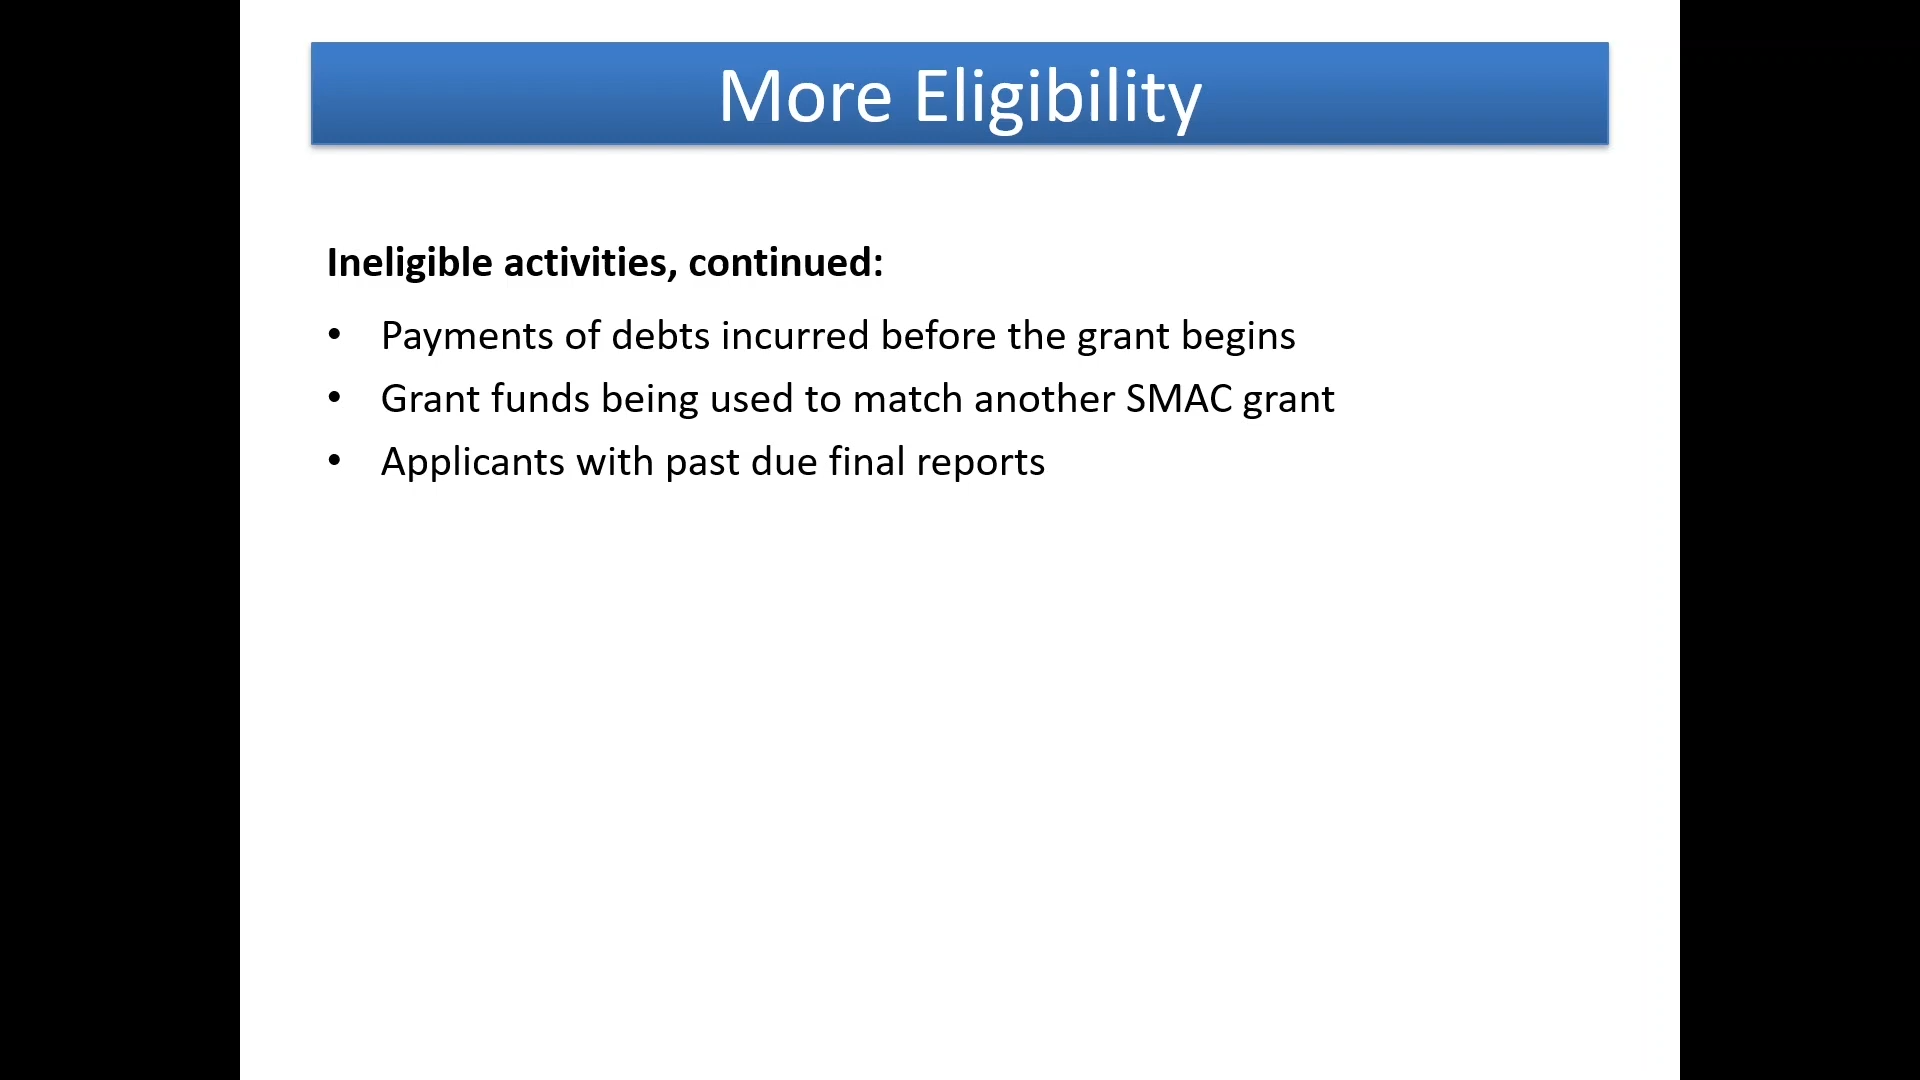 More Eligibility
Ineligible activities, continued:
• Payments of debts incurred before the grant begins
• Grant funds being used to match another SMAC grant
• Applicants with past due final reports